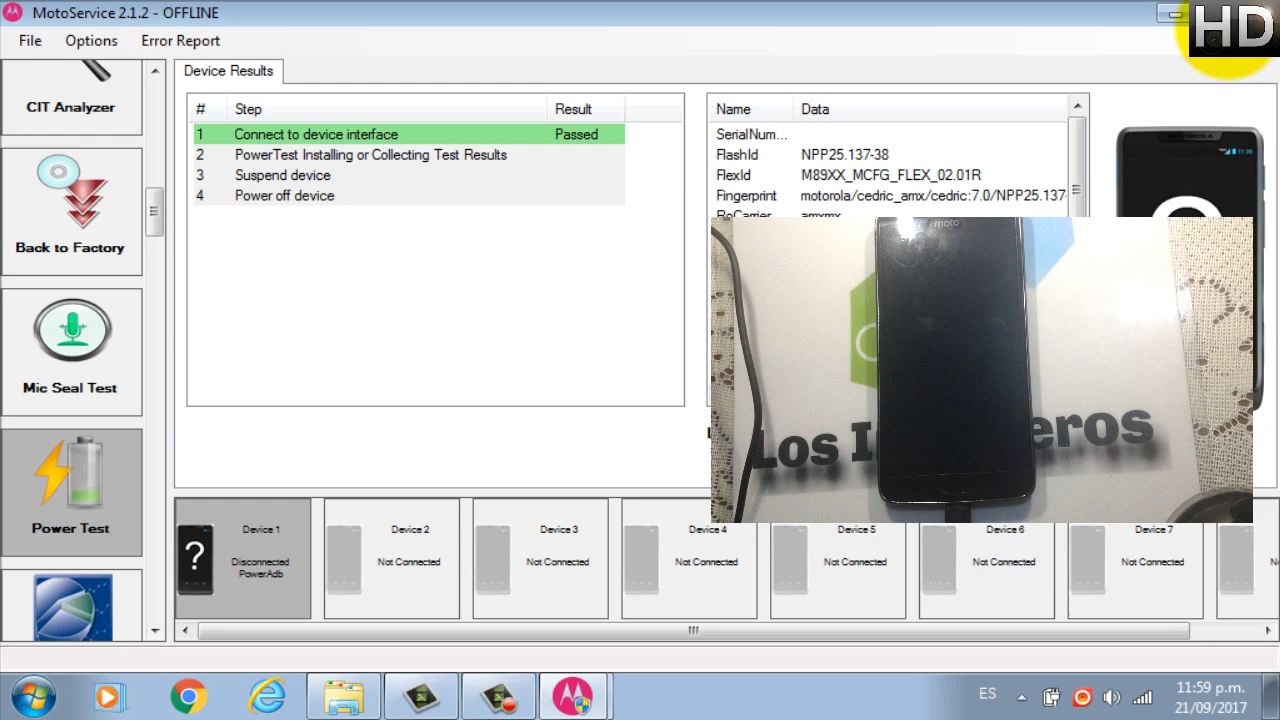 MotoService 2.1.2 - OFFLINE
HD
File Options Error Report
CIT Analyzer
Back to Factory
Mic Seal Test
Power Test
Device Results
# Step Result
1 Connect to device interface Passed
2 PowerTest Installing or Collecting Test Results
3 Suspend device
4 Power off device
Name Data
SerialNum...
FlashId NPP25.137-38
FlexId M89XX_MCFG_FLEX_02.01R
Fingerprint motorola/cedric_amx/cedric:7.0/NPP25.137-
RoCarrier amxmx
MOTOROLA
11:35
moto
Los I
eros
?
Device 1
Disconnected
PowerAdb
Device 2
Not Connected
Device 3
Not Connected
Device 4
Not Connected
Device 5
Not Connected
Device 6
Not Connected
Device 7
Not Connected
ES
11:59 p.m.
21/09/2017